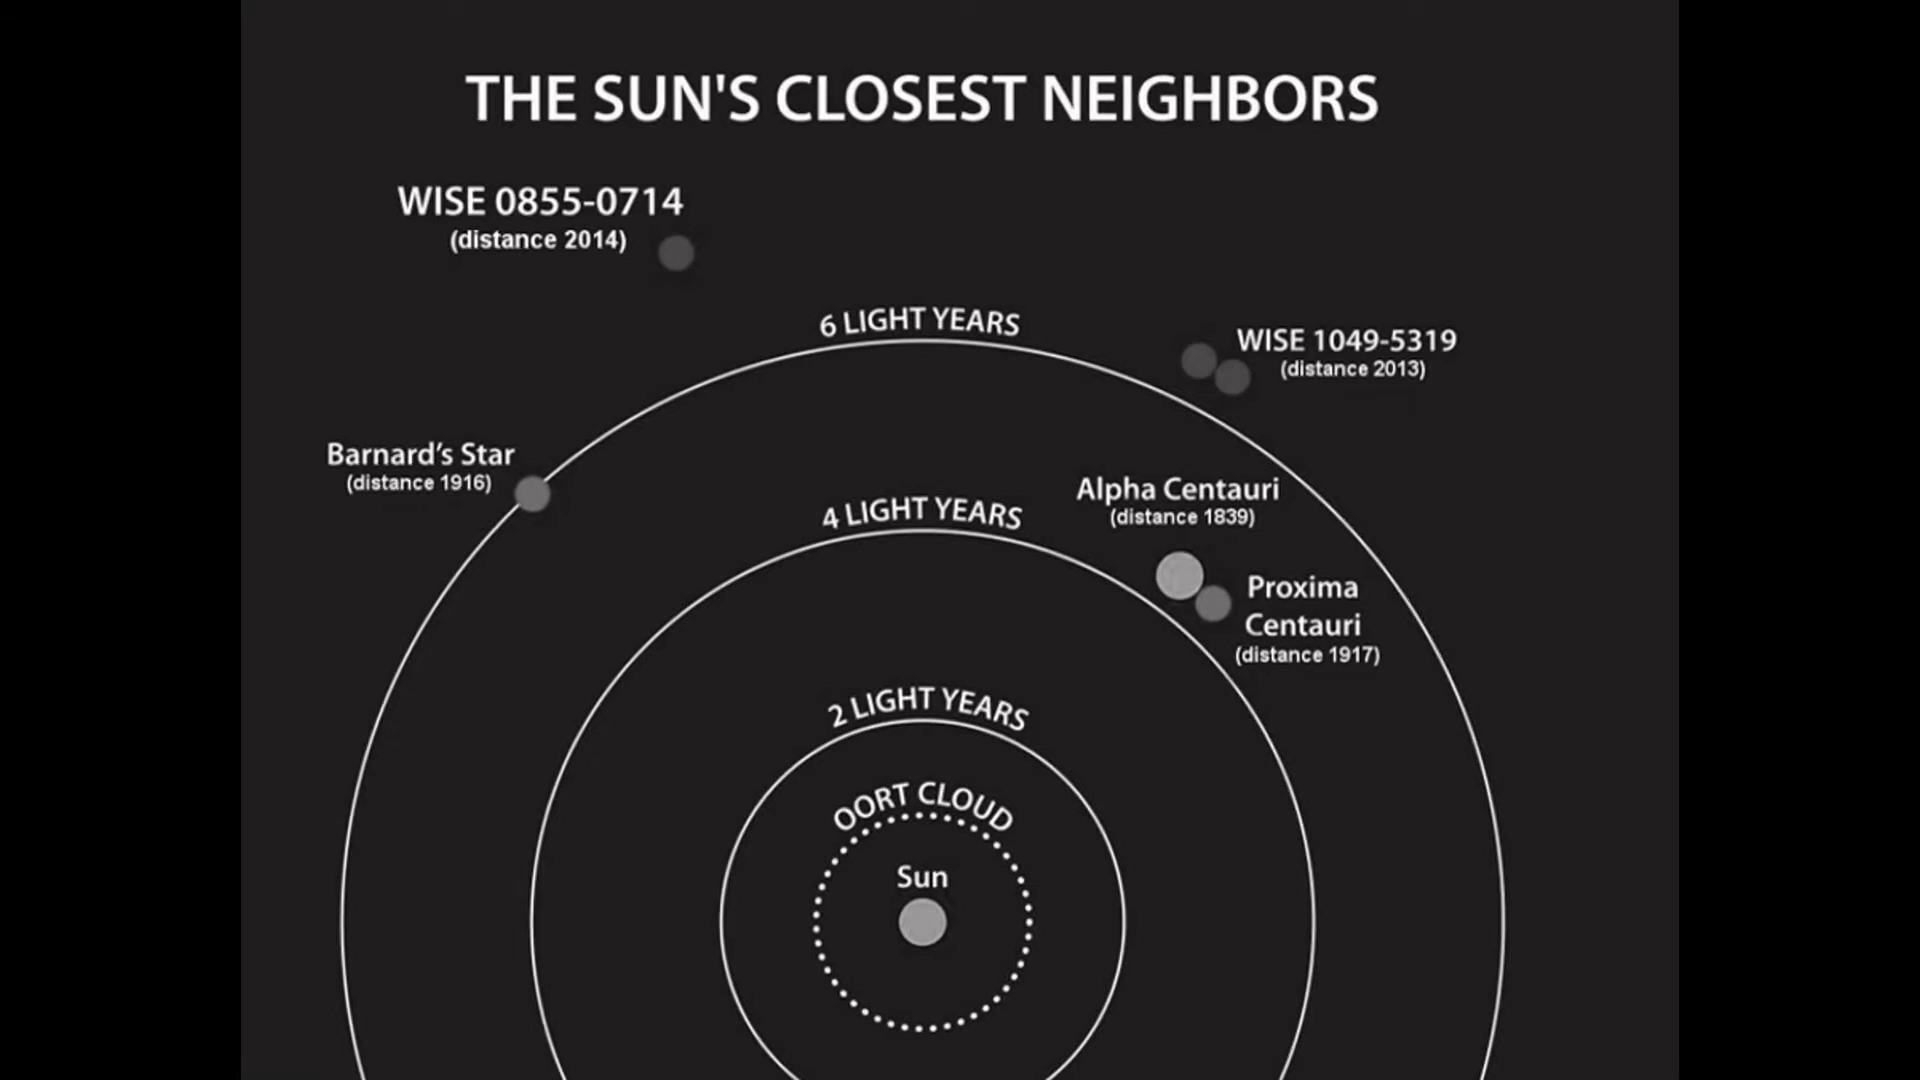 THE SUN'S CLOSEST NEIGHBORS
WISE 0855-0714
(distance 2014)
6 LIGHT YEARS
WISE 1049-5319
(distance 2013)
Barnard’s Star
(distance 1916)
4 LIGHT YEARS
Alpha Centauri
(distance 1839)
Proxima
Centauri
(distance 1917)
2 LIGHT YEARS
OORT CLOUD
Sun